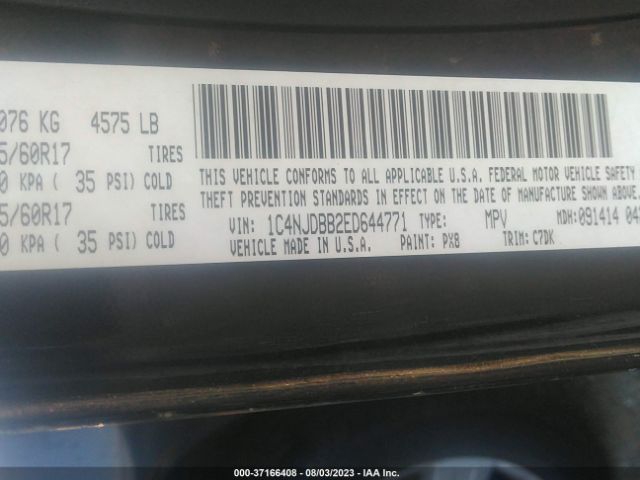 076 KG 4575 LB
5/60R17 TIRES
0 KPA ( 35 PSI) COLD
5/60R17 TIRES
0 KPA ( 35 PSI) COLD
THIS VEHICLE CONFORMS TO ALL APPLICABLE U.S.A. FEDERAL MOTOR VEHICLE SAFETY
THEFT PREVENTION STANDARDS IN EFFECT ON THE DATE OF MANUFACTURE SHOWN AB
VIN: 1C4NJDBB2ED644771 TYPE: MPV MDH: 091414 04
VEHICLE MADE IN U.S.A. PAINT: PX8 TRIM: C7DK
000-37166408 - 08/03/2023 - IAA Inc.